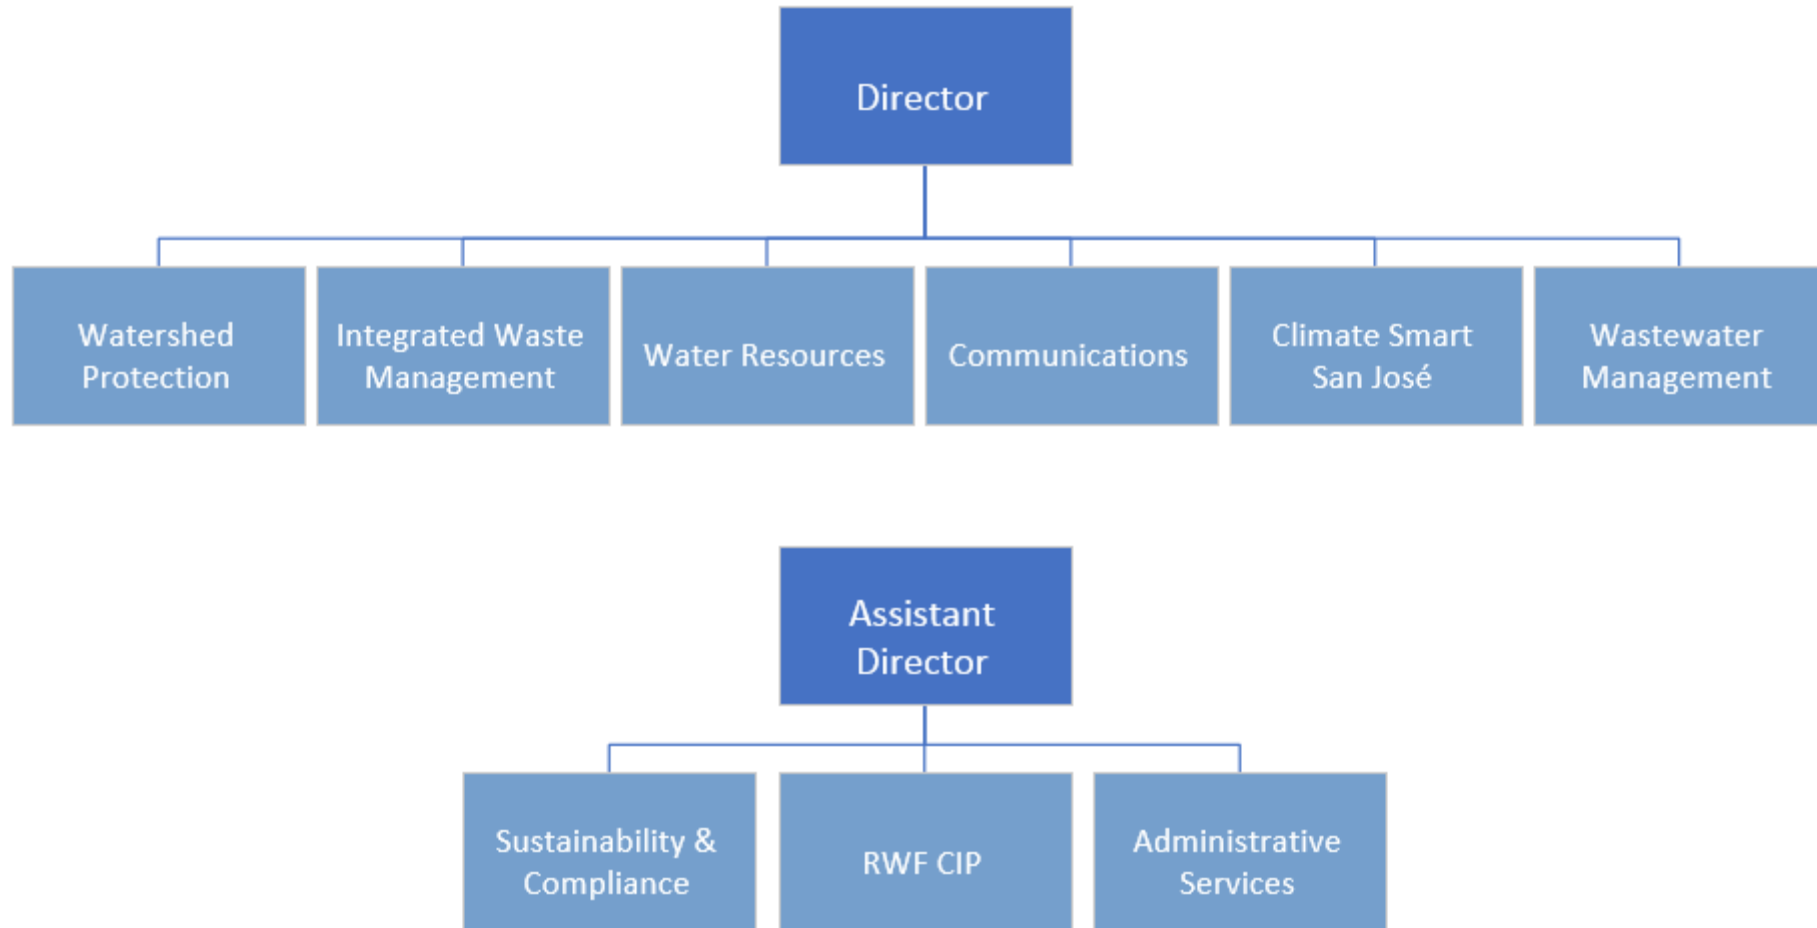 Director
Watershed
Protection
Integrated Waste
Management
Water Resources
Communications
Climate Smart
San José
Wastewater
Management
Assistant
Director
Sustainability &
Compliance
RWF CIP
Administrative
Services